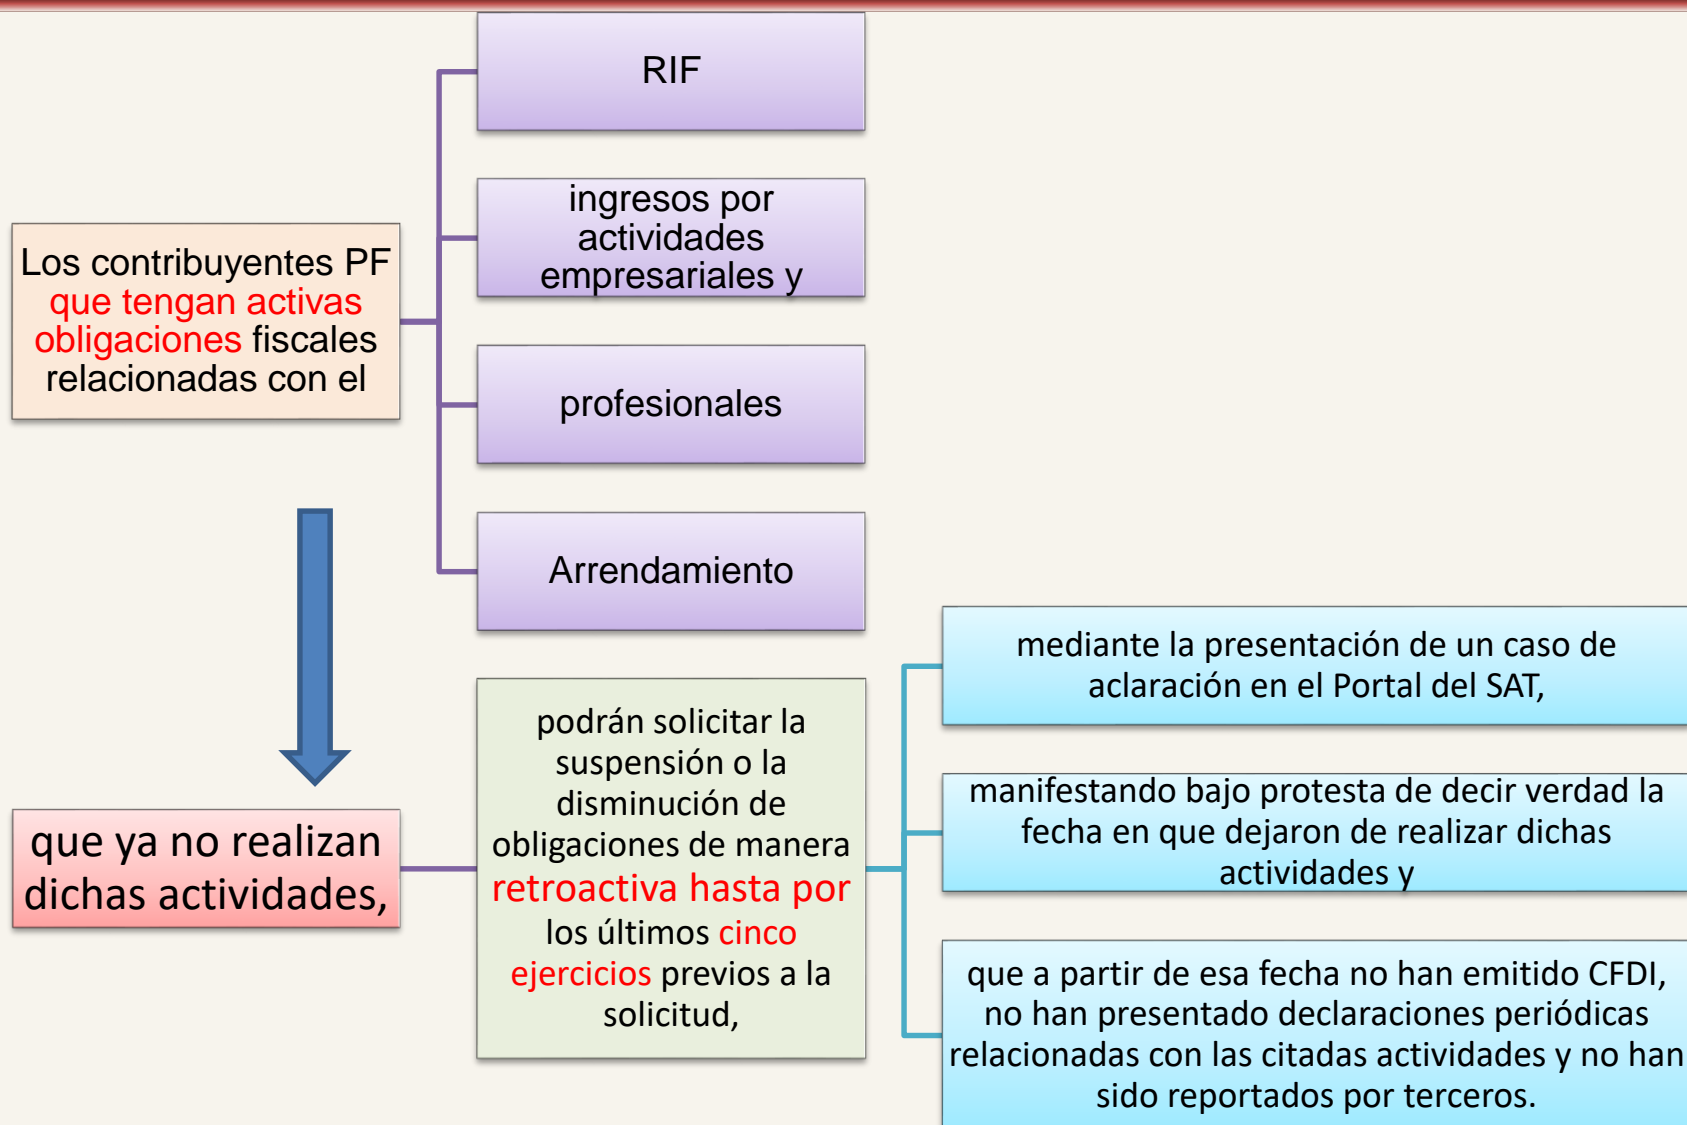 RIF
ingresos por
actividades
empresariales y
Los contribuyentes PF
que tengan activas
obligaciones fiscales
relacionadas con el
profesionales
Arrendamiento
que ya no realizan
dichas actividades,
podrán solicitar la
suspensión o la
disminución de
obligaciones de manera
retroactiva hasta por
los últimos cinco
ejercicios previos a la
solicitud,
mediante la presentación de un caso de
aclaración en el Portal del SAT,
manifestando bajo protesta de decir verdad la
fecha en que dejaron de realizar dichas
actividades y
que a partir de esa fecha no han emitido CFDI,
no han presentado declaraciones periódicas
relacionadas con las citadas actividades y no han
sido reportados por terceros.